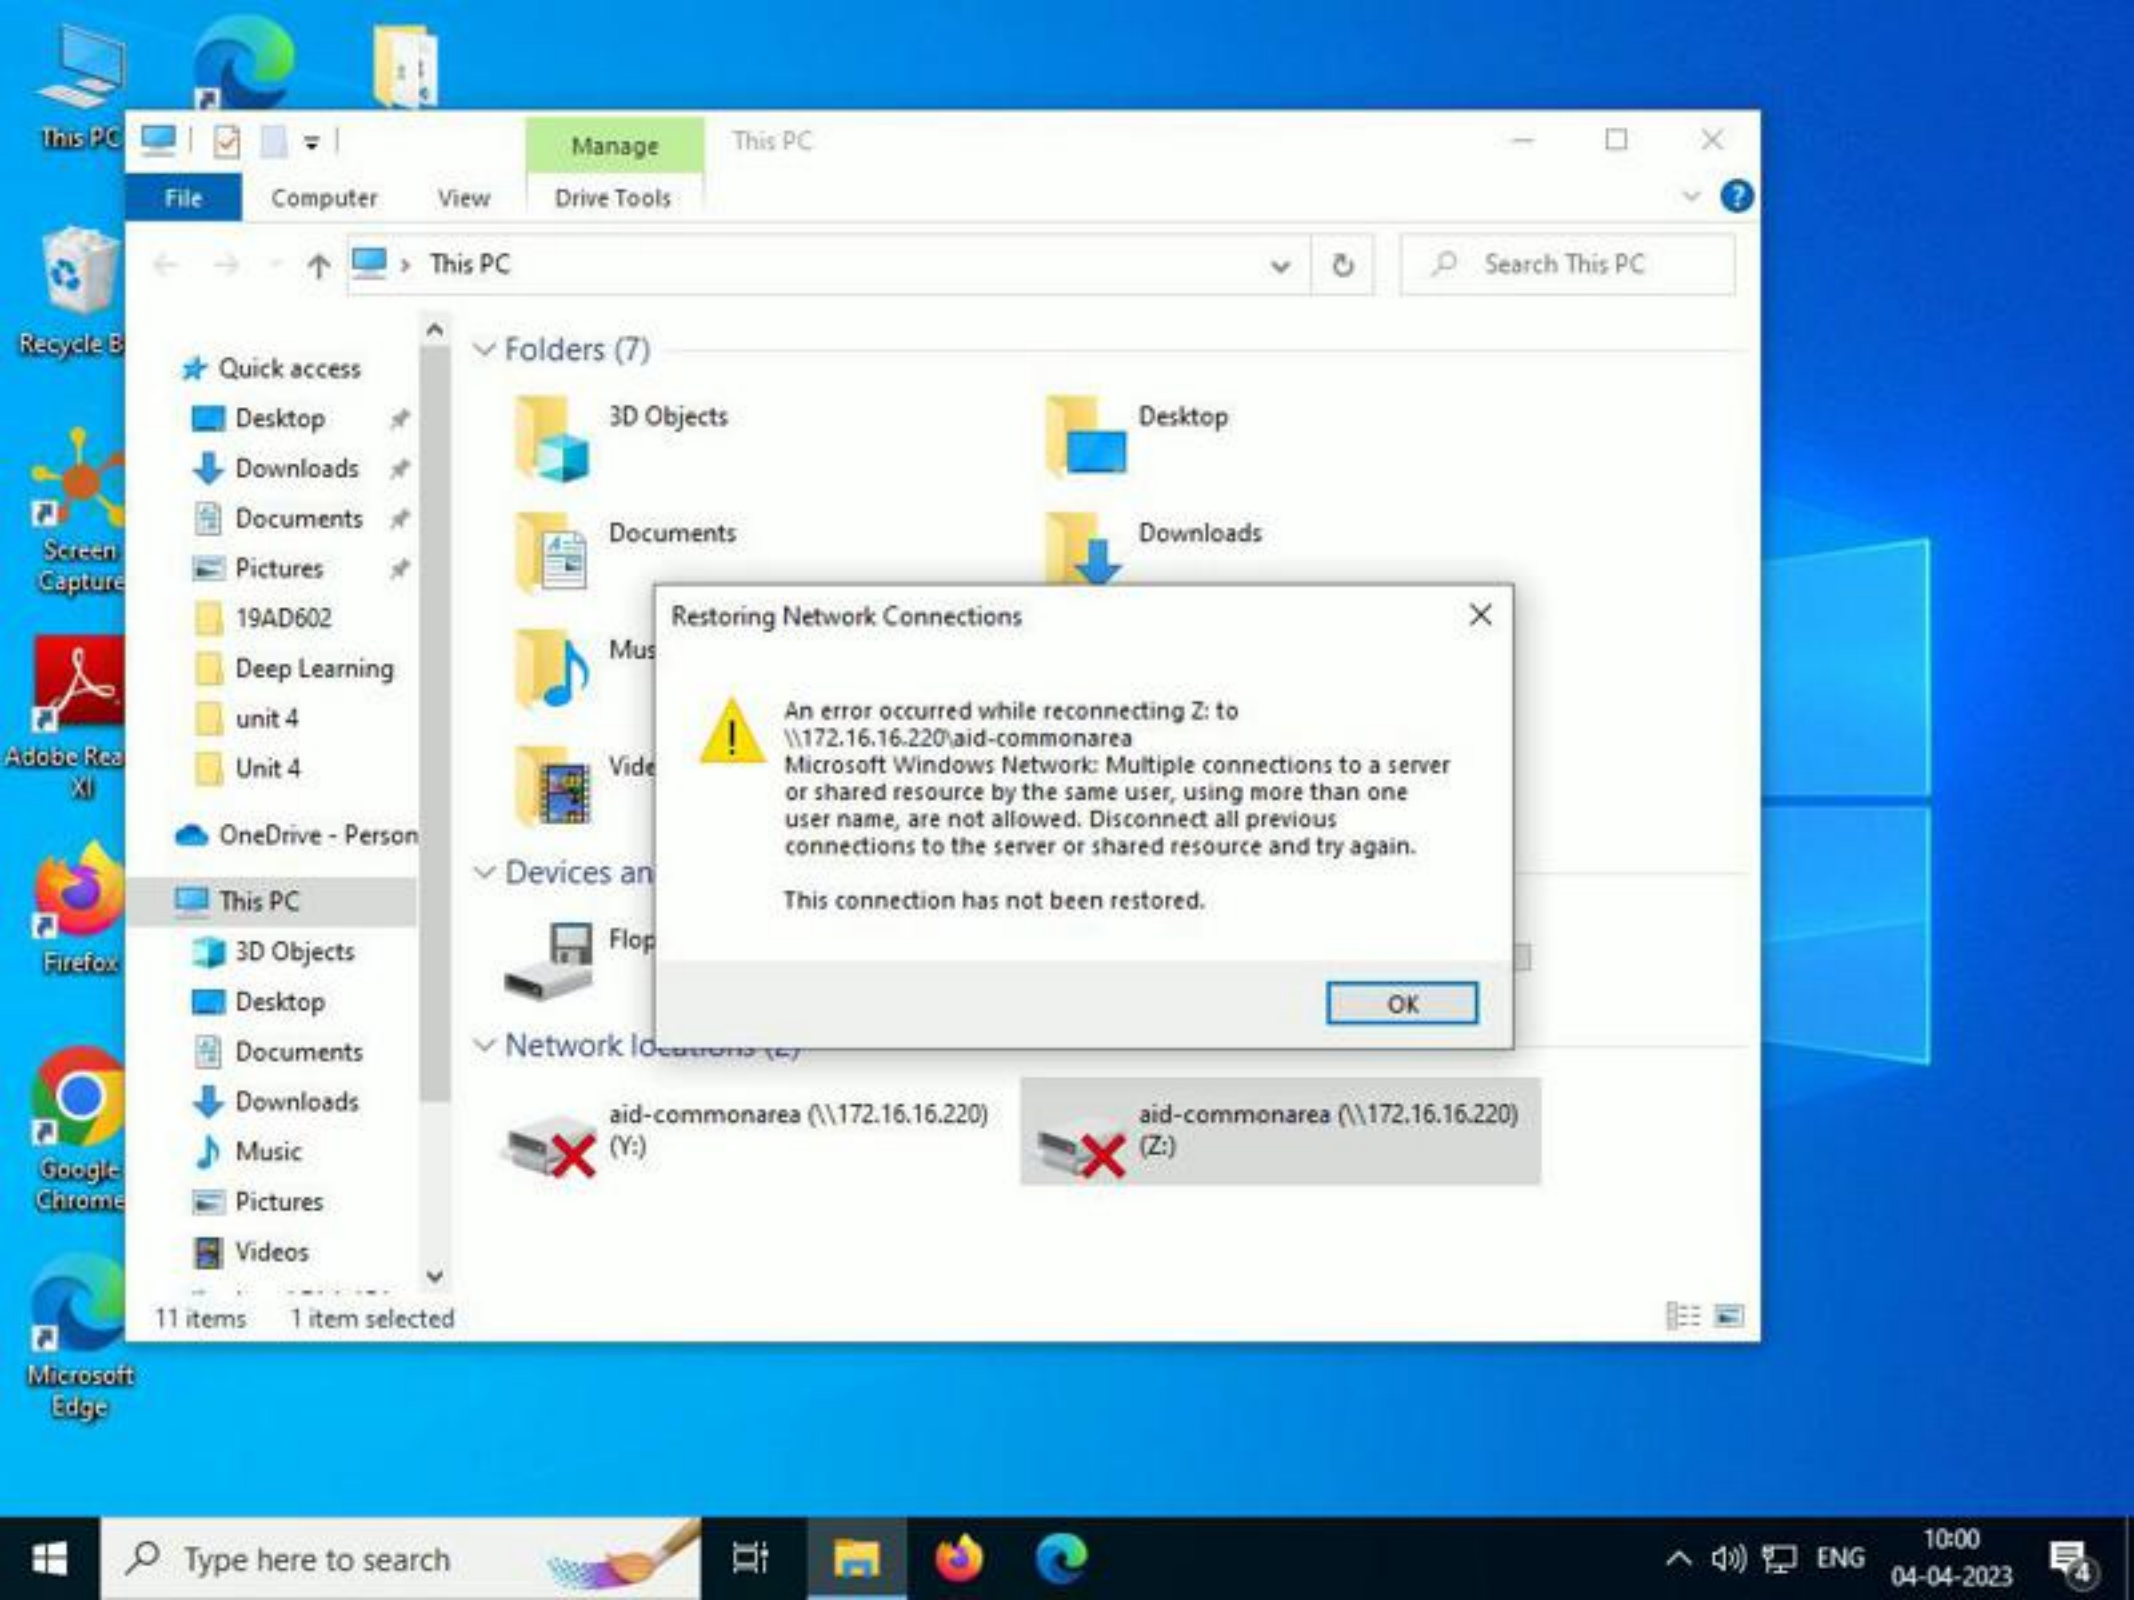 This PC
Manage
This PC
File
Computer
View
Drive Tools
This PC
Search This PC
Recycle B
Screen
Capture
Adobe Rea
XI
Firefox
Google
Chrome
Microsoft
Edge
Quick access
Desktop
Downloads
Documents
Pictures
19AD602
Deep Learning
unit 4
Unit 4
OneDrive - Person
This PC
3D Objects
Desktop
Documents
Downloads
Music
Pictures
Videos
Folders (7)
3D Objects
Desktop
Documents
Downloads
Mus
Vide
Devices an
Flop
Restoring Network Connections
An error occurred while reconnecting Z: to
\\172.16.16.220\aid-commonarea
Microsoft Windows Network: Multiple connections to a server
or shared resource by the same user, using more than one
user name, are not allowed. Disconnect all previous
connections to the server or shared resource and try again.
This connection has not been restored.
OK
Network locations (2)
aid-commonarea (\\172.16.16.220)
(Y:)
aid-commonarea (\\172.16.16.220)
(Z:)
11 items 1 item selected
Type here to search
ENG
10:00
04-04-2023
4